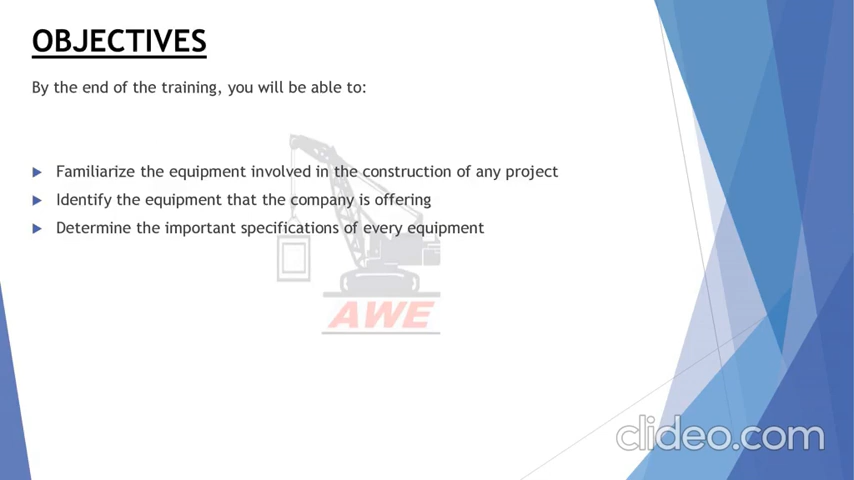 OBJECTIVES
By the end of the training, you will be able to:
Familiarize the equipment involved in the construction of any project
Identify the equipment that the company is offering
Determine the important specifications of every equipment
AWE
clideo.com